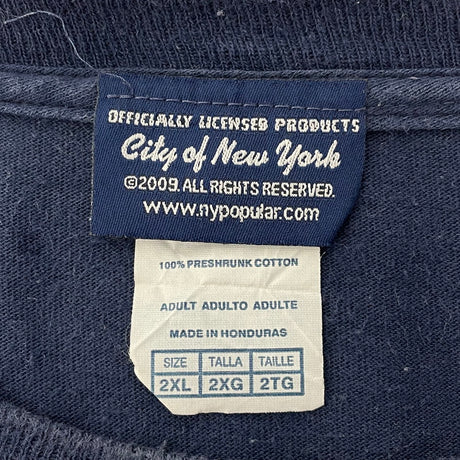 OFFICIALLY LICENSED PRODUCTS
City of New York
©2009. ALL RIGHTS RESERVED.
www.nypopular.com
100% PRESHRUNK COTTON
ADULT ADULTO ADULTE
MADE IN HONDURAS
SIZE TALLA TAILLE
2XL 2XG 2TG